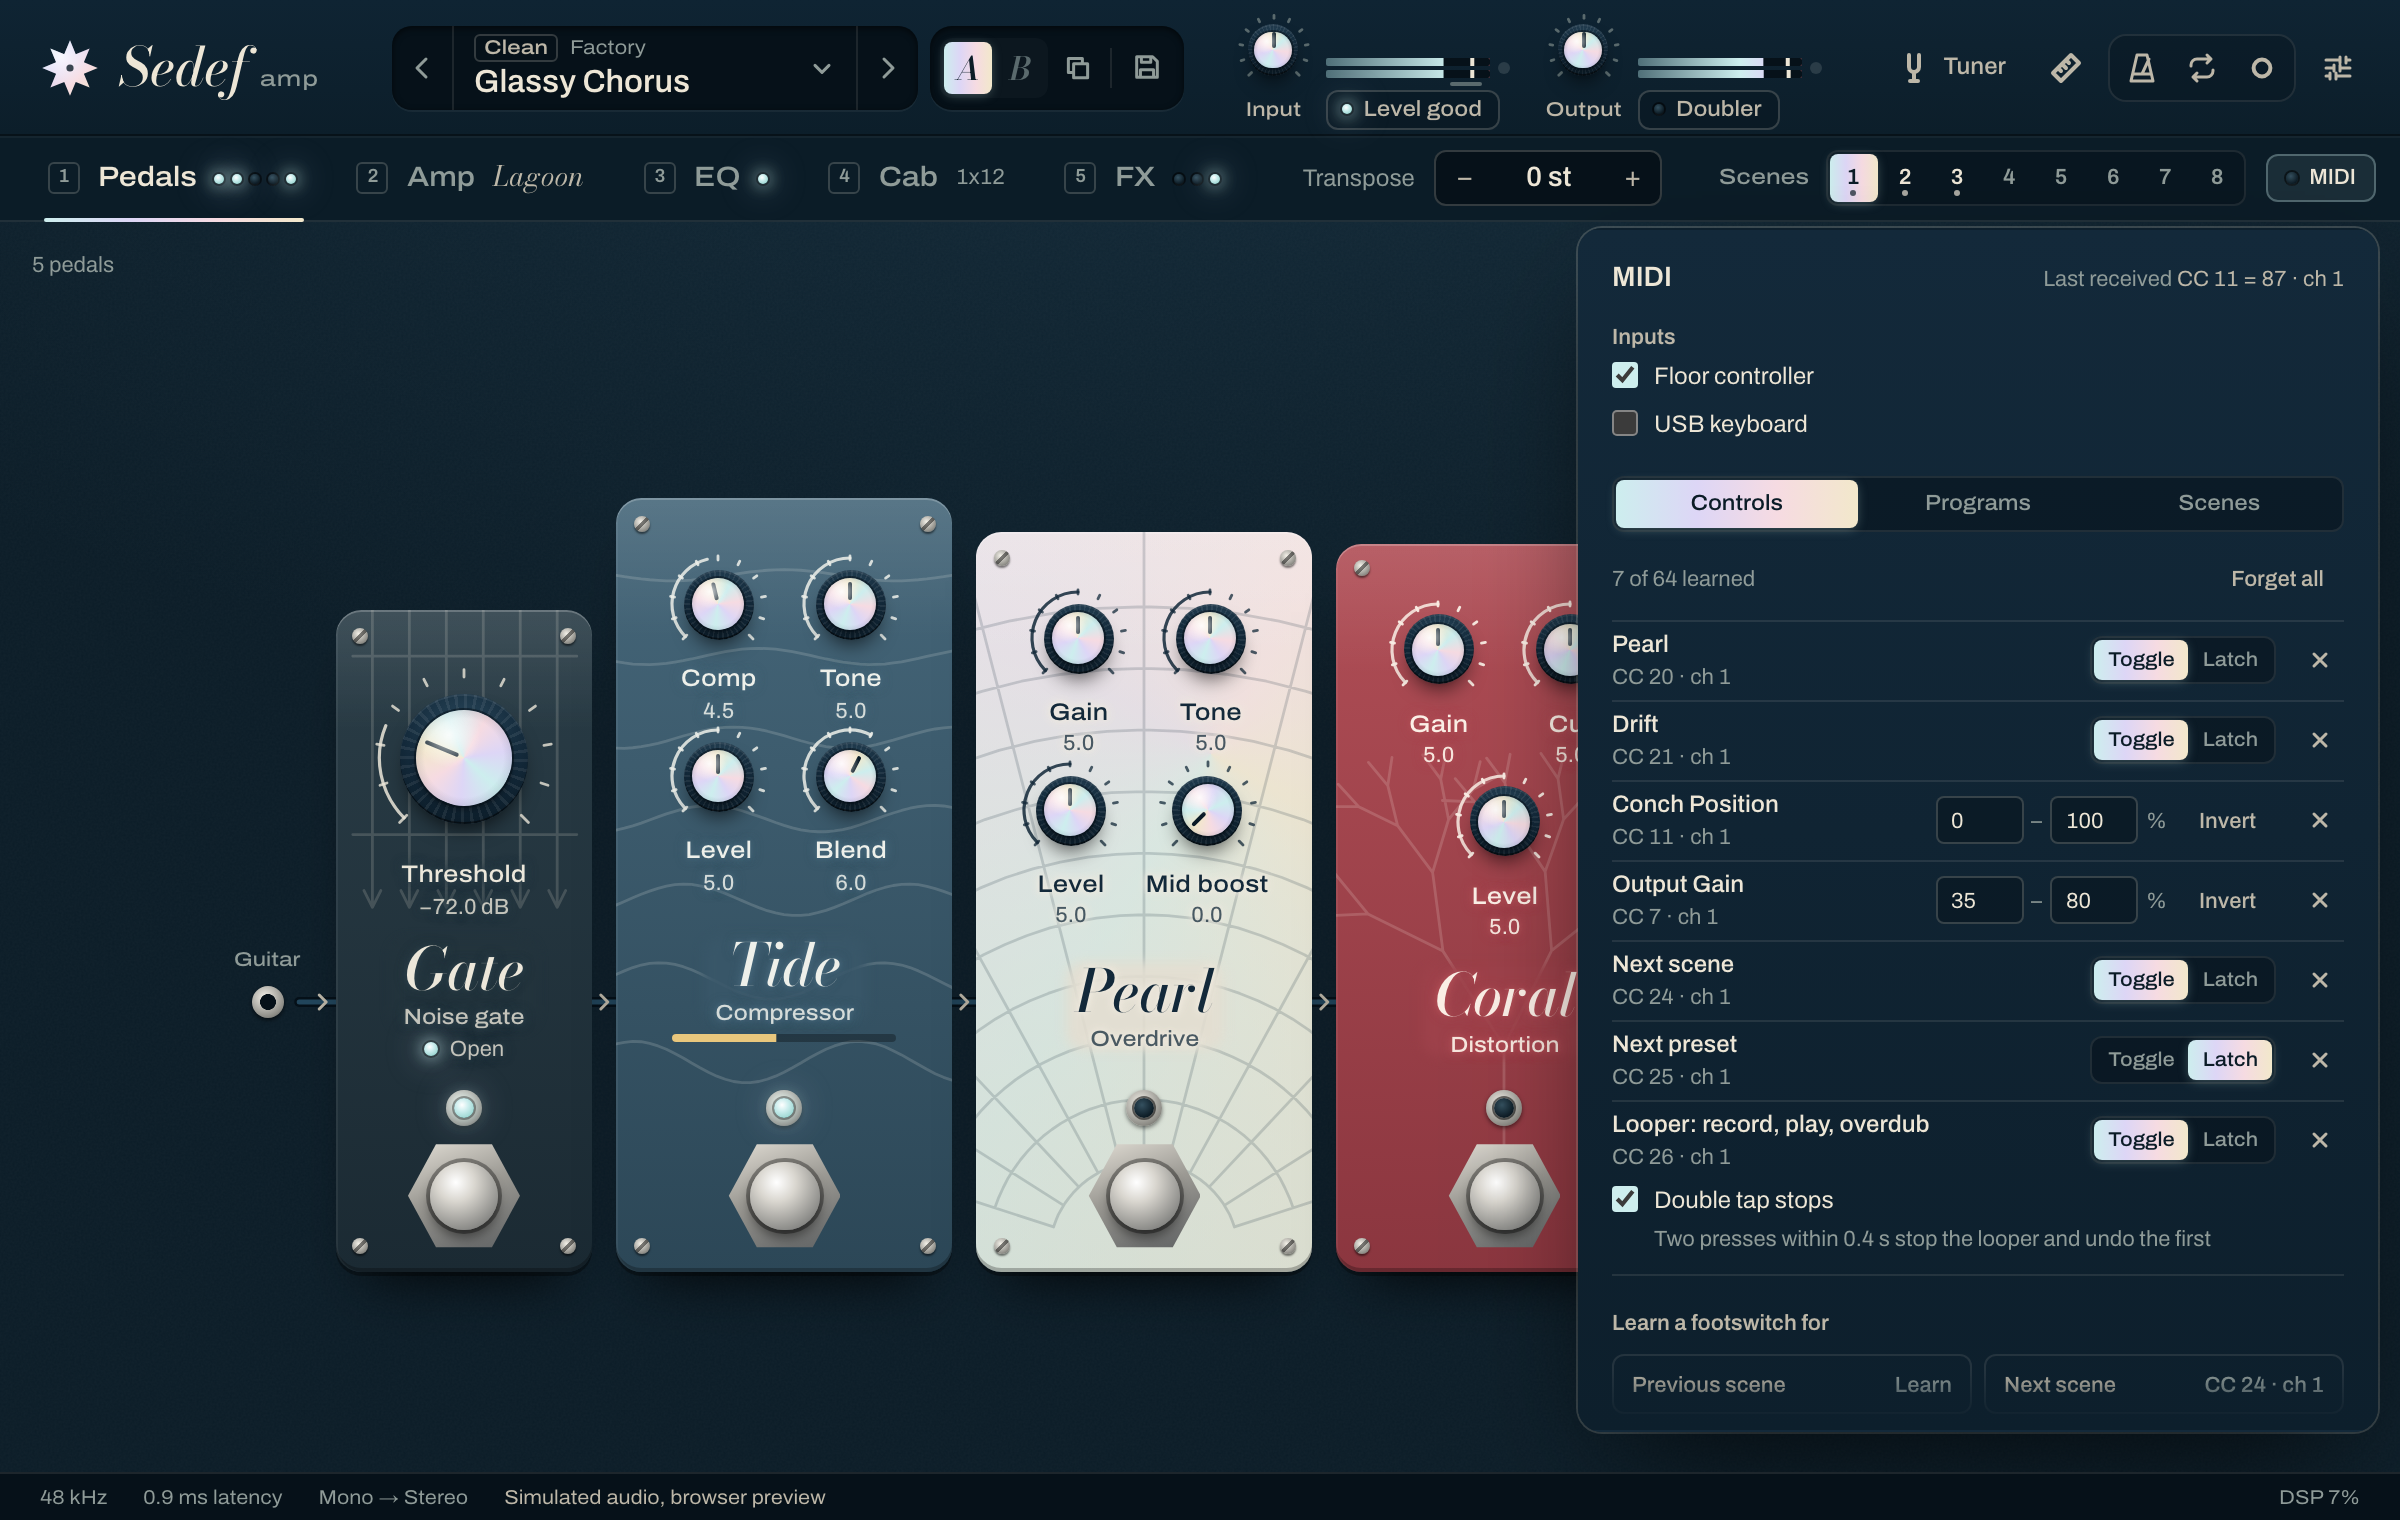 Sedef amp
Clean Factory
Glassy Chorus
A B
Input
Level good
Output
Doubler
Tuner
1 Pedals
2 Amp Lagoon
3 EQ
4 Cab 1x12
5 FX
Transpose − 0 st +
Scenes 1 2 3 4 5 6 7 8
MIDI
5 pedals
Guitar
Threshold
−72.0 dB
Gate
Noise gate
Open
Comp Tone
4.5 5.0
Level Blend
5.0 6.0
Tide
Compressor
Gain Tone
5.0 5.0
Level Mid boost
5.0 0.0
Pearl
Overdrive
Gain Cu
5.0 5.
Level
5.0
Coral
Distortion
MIDI
Last received CC 11 = 87 · ch 1
Inputs
Floor controller
USB keyboard
Controls Programs Scenes
7 of 64 learned Forget all
Pearl
CC 20 · ch 1
Toggle Latch
Drift
CC 21 · ch 1
Toggle Latch
Conch Position
CC 11 · ch 1
0 – 100 % Invert
Output Gain
CC 7 · ch 1
35 – 80 % Invert
Next scene
CC 24 · ch 1
Toggle Latch
Next preset
CC 25 · ch 1
Toggle Latch
Looper: record, play, overdub
CC 26 · ch 1
Toggle Latch
Double tap stops
Two presses within 0.4 s stop the looper and undo the first
Learn a footswitch for
Previous scene Learn
Next scene CC 24 · ch 1
48 kHz 0.9 ms latency Mono → Stereo Simulated audio, browser preview DSP 7%